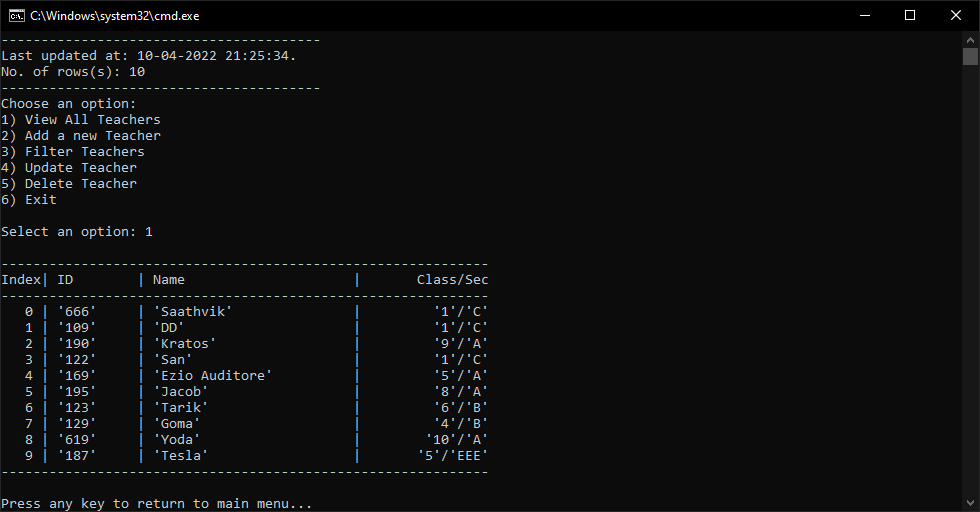 C:\Windows\system32\cmd.exe
----------------------------------------
Last updated at: 10-04-2022 21:25:34.
No. of rows(s): 10
----------------------------------------
Choose an option:
1) View All Teachers
2) Add a new Teacher
3) Filter Teachers
4) Update Teacher
5) Delete Teacher
6) Exit
Select an option: 1
-------------------------------------------------------------
Index| ID        | Name                     |       Class/Sec
-------------------------------------------------------------
   0 | '666'     | 'Saathvik'               |         '1'/'C'
   1 | '109'     | 'DD'                     |         '1'/'C'
   2 | '190'     | 'Kratos'                 |         '9'/'A'
   3 | '122'     | 'San'                    |         '1'/'C'
   4 | '169'     | 'Ezio Auditore'          |         '5'/'A'
   5 | '195'     | 'Jacob'                  |         '8'/'A'
   6 | '123'     | 'Tarik'                  |         '6'/'B'
   7 | '129'     | 'Goma'                   |         '4'/'B'
   8 | '619'     | 'Yoda'                   |        '10'/'A'
   9 | '187'     | 'Tesla'                  |       '5'/'EEE'
-------------------------------------------------------------
Press any key to return to main menu...